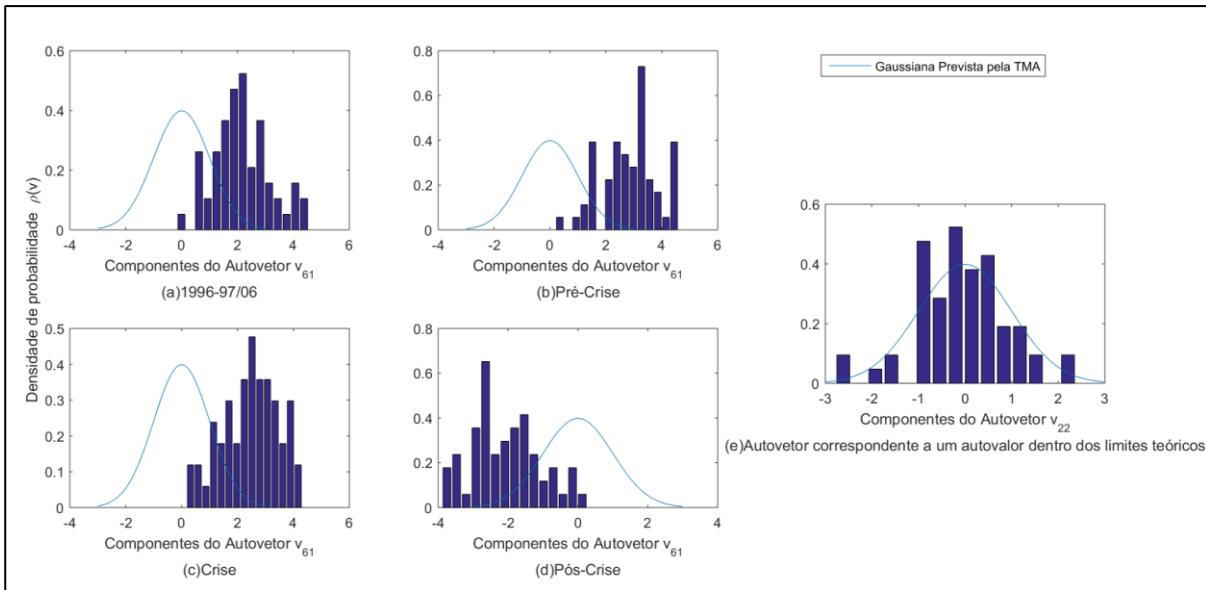 Densidade de probabilidade ρ(v)
0.6
0.4
0.2
0
-4 -2 0 2 4 6
Componentes do Autovetor v₆₁
(a)1996-97/06
0.8
0.6
0.4
0.2
0
-4 -2 0 2 4 6
Componentes do Autovetor v₆₁
(b)Pré-Crise
0.5
0.4
0.3
0.2
0.1
0
-4 -2 0 2 4 6
Componentes do Autovetor v₆₁
(c)Crise
0.8
0.6
0.4
0.2
0
-4 -2 0 2 4
Componentes do Autovetor v₆₁
(d)Pós-Crise
Gaussiana Prevista pela TMA
0.6
0.4
0.2
0
-3 -2 -1 0 1 2 3
Componentes do Autovetor v₂₂
(e)Autovetor correspondente a um autovalor dentro dos limites teóricos